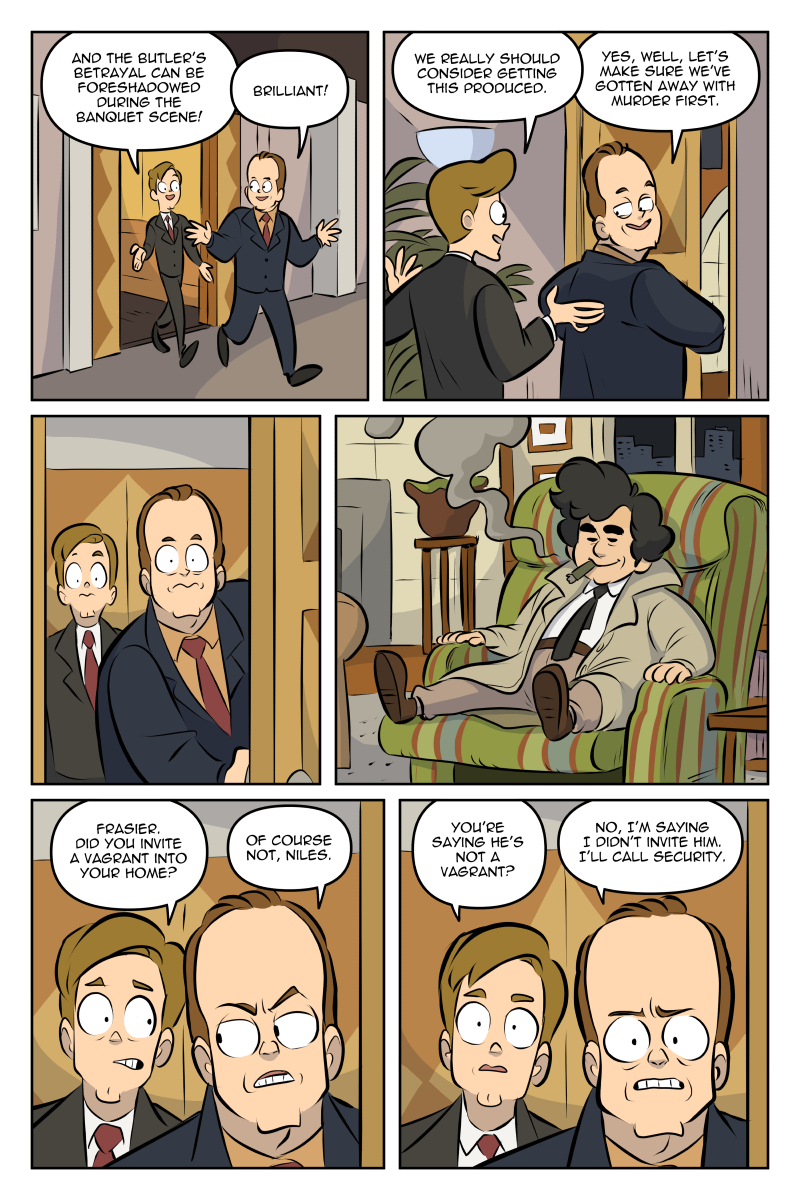 AND THE BUTLER'S
BETRAYAL CAN BE
FORESHADOWED
DURING THE
BANQUET SCENE!
BRILLIANT!
WE REALLY SHOULD
CONSIDER GETTING
THIS PRODUCED.
YES, WELL, LET'S
MAKE SURE WE'VE
GOTTEN AWAY WITH
MURDER FIRST.
FRASIER.
DID YOU INVITE
A VAGRANT INTO
YOUR HOME?
OF COURSE
NOT, NILES.
YOU'RE
SAYING HE'S
NOT A
VAGRANT?
NO, I'M SAYING
I DIDN'T INVITE HIM.
I'LL CALL SECURITY.